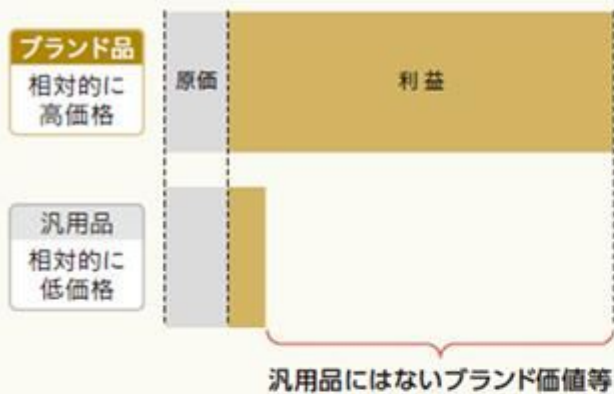 ブランド品
相対的に
高価格
原価
利益
汎用品
相対的に
低価格
汎用品にはないブランド価値等